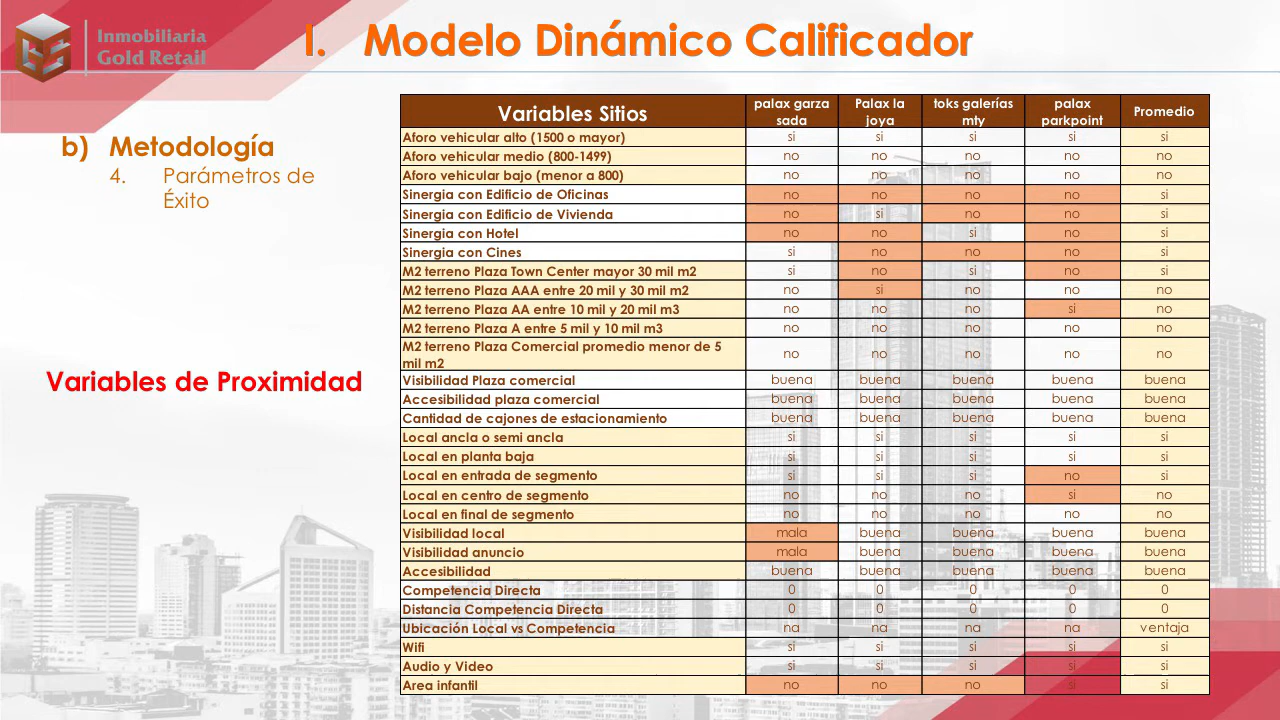 Inmobiliaria
Gold Retail
I. Modelo Dinámico Calificador
b) Metodología
4. Parámetros de
Éxito
Variables de Proximidad
Variables Sitios | palax garza sada | Palax la joya | toks galerías mty | palax parkpoint | Promedio
Aforo vehicular alto (1500 o mayor) si si si si si
Aforo vehicular medio (800-1499) no no no no no
Aforo vehicular bajo (menor a 800) no no no no no
Sinergia con Edificio de Oficinas no no no no si
Sinergia con Edificio de Vivienda no si no no si
Sinergia con Hotel no no si no si
Sinergia con Cines si no no no si
M2 terreno Plaza Town Center mayor 30 mil m2 si no si no si
M2 terreno Plaza AAA entre 20 mil y 30 mil m2 no si no no no
M2 terreno Plaza AA entre 10 mil y 20 mil m3 no no no si no
M2 terreno Plaza A entre 5 mil y 10 mil m3 no no no no no
M2 terreno Plaza Comercial promedio menor de 5
mil m2 no no no no no
Visibilidad Plaza comercial buena buena buena buena buena
Accesibilidad plaza comercial buena buena buena buena buena
Cantidad de cajones de estacionamiento buena buena buena buena buena
Local ancla o semi ancla si si si si si
Local en planta baja si si si si si
Local en entrada de segmento si si si no si
Local en centro de segmento no no no si no
Local en final de segmento no no no no no
Visibilidad local mala buena buena buena buena
Visibilidad anuncio mala buena buena buena buena
Accesibilidad buena buena buena buena buena
Competencia Directa 0 0 0 0 0
Distancia Competencia Directa 0 0 0 0 0
Ubicación Local vs Competencia na na na na ventaja
Wifi si si si si si
Audio y Video si si si si si
Area infantil no no no si si